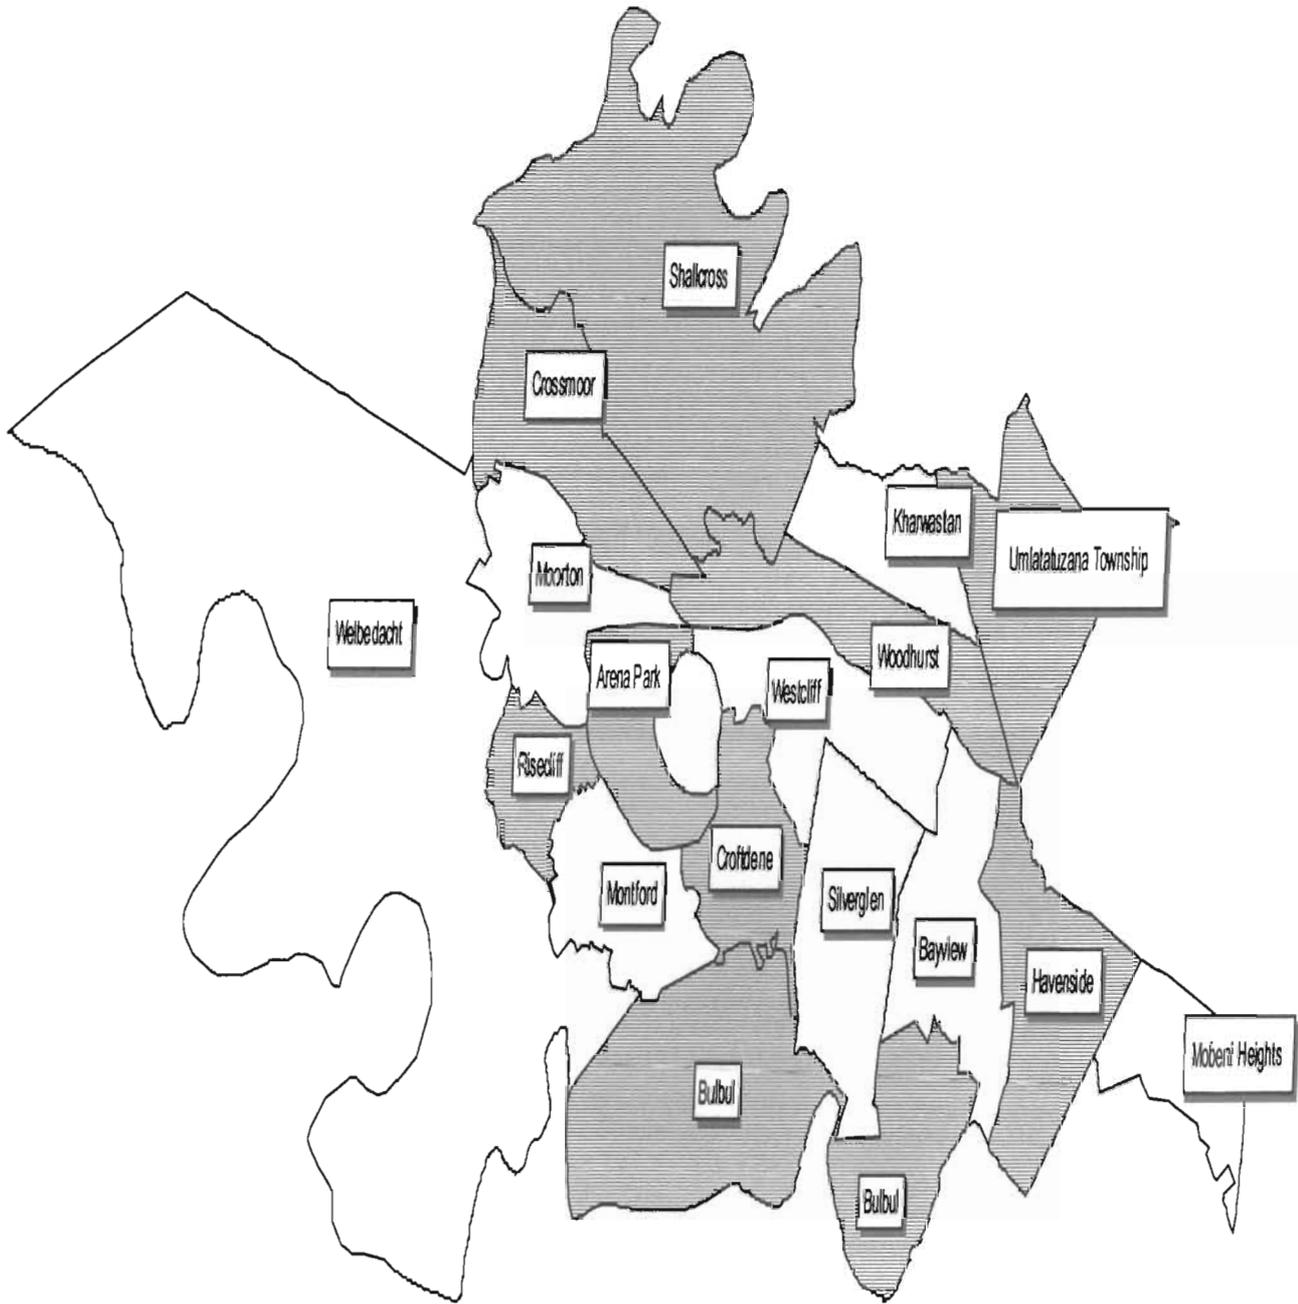 Shallcross
Crossmoor
Kharwastan
Umlatatuzana Township
Moorton
Welbedacht
Woodhurst
Arena Park
Westcliff
Risecliff
Croftdene
Montford
Silverglen
Bayview
Havenside
Mobeni Heights
Bulbul
Bulbul